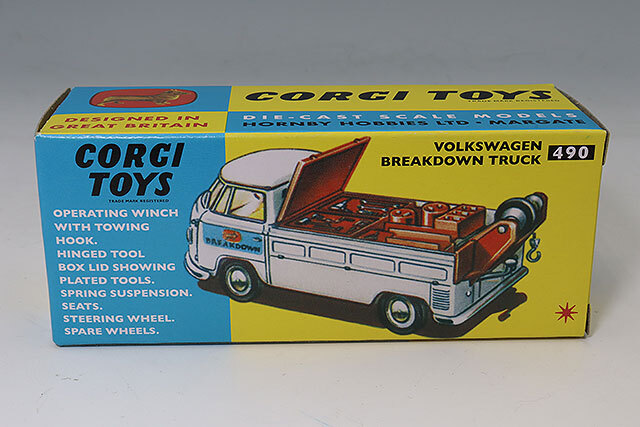 DESIGNED IN
GREAT BRITAIN
CORGI TOYS
TRADE MARK REGISTERED
DIE-CAST SCALE MODELS
HORNBY HOBBIES LTD MARGATE
CORGI
TOYS
TRADE MARK REGISTERED
OPERATING WINCH
WITH TOWING
HOOK.
HINGED TOOL
BOX LID SHOWING
PLATED TOOLS.
SPRING SUSPENSION.
SEATS.
STEERING WHEEL.
SPARE WHEELS.
VOLKSWAGEN
BREAKDOWN TRUCK 490
BREAKDOWN